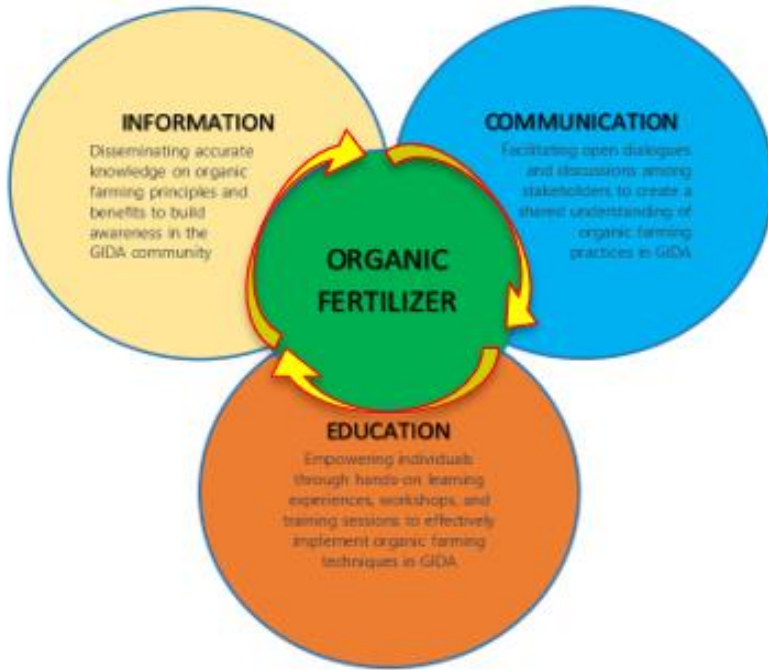 INFORMATION
Disseminating accurate
knowledge on organic
farming principles and
benefits to build
awareness in the
GIDA community
COMMUNICATION
Facilitating open dialogues
and discussions among
stakeholders to create a
shared understanding of
organic farming
practices in GIDA
ORGANIC
FERTILIZER
EDUCATION
Empowering individuals
through hands-on learning
experiences, workshops, and
training sessions to effectively
implement organic farming
techniques in GIDA